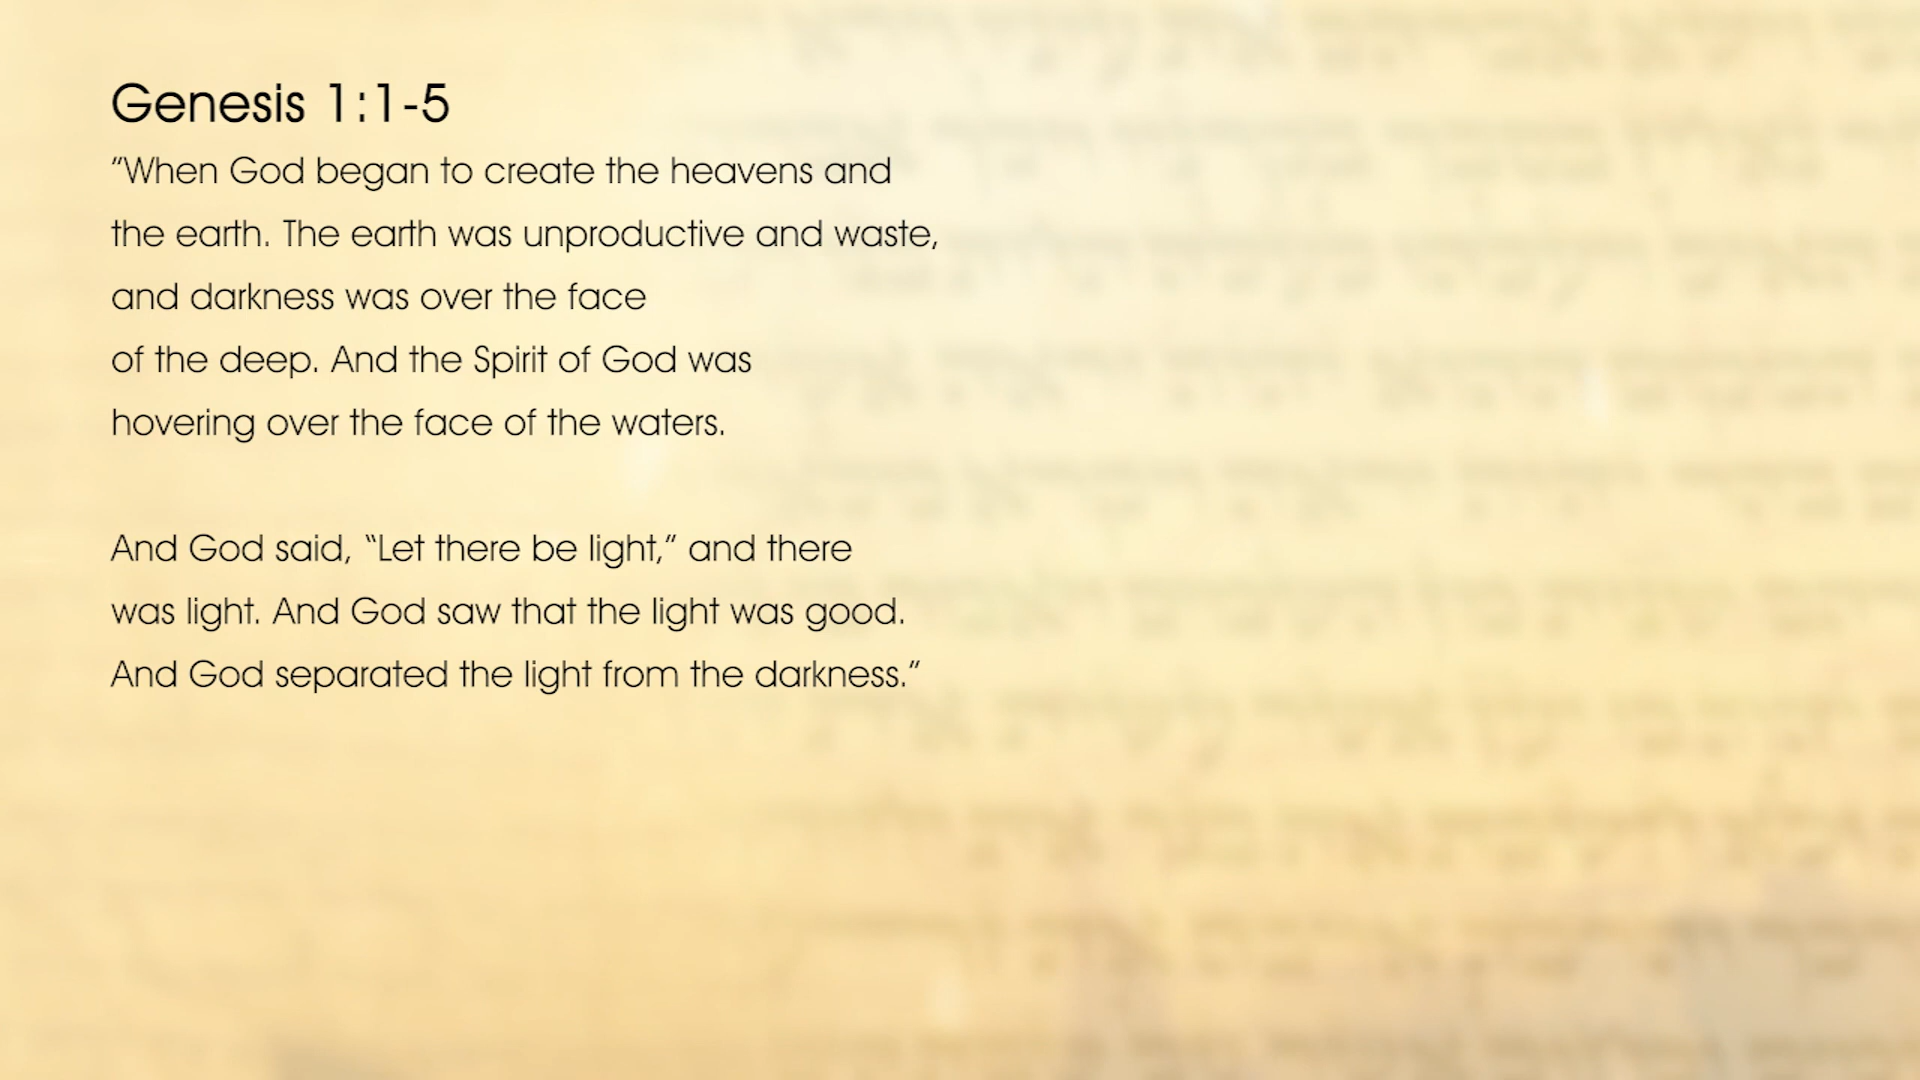 Genesis 1:1-5
“When God began to create the heavens and
the earth. The earth was unproductive and waste,
and darkness was over the face
of the deep. And the Spirit of God was
hovering over the face of the waters.
And God said, “Let there be light,” and there
was light. And God saw that the light was good.
And God separated the light from the darkness.”